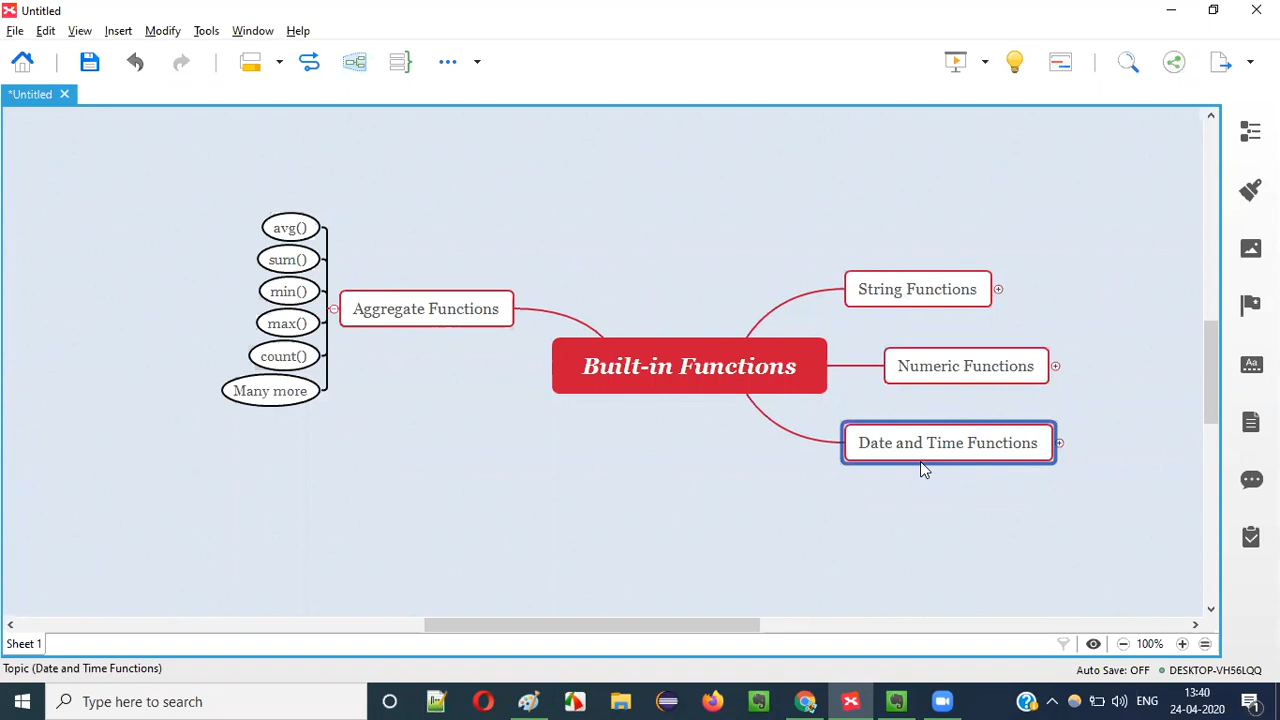 Untitled
File Edit View Insert Modify Tools Window Help
*Untitled
avg()
sum()
min()
max()
count()
Many more
Aggregate Functions
Built-in Functions
String Functions
Numeric Functions
Date and Time Functions
Sheet 1
100%
Topic (Date and Time Functions)
Auto Save: OFF DESKTOP-VH56LQQ
Type here to search
ENG
13:40
24-04-2020